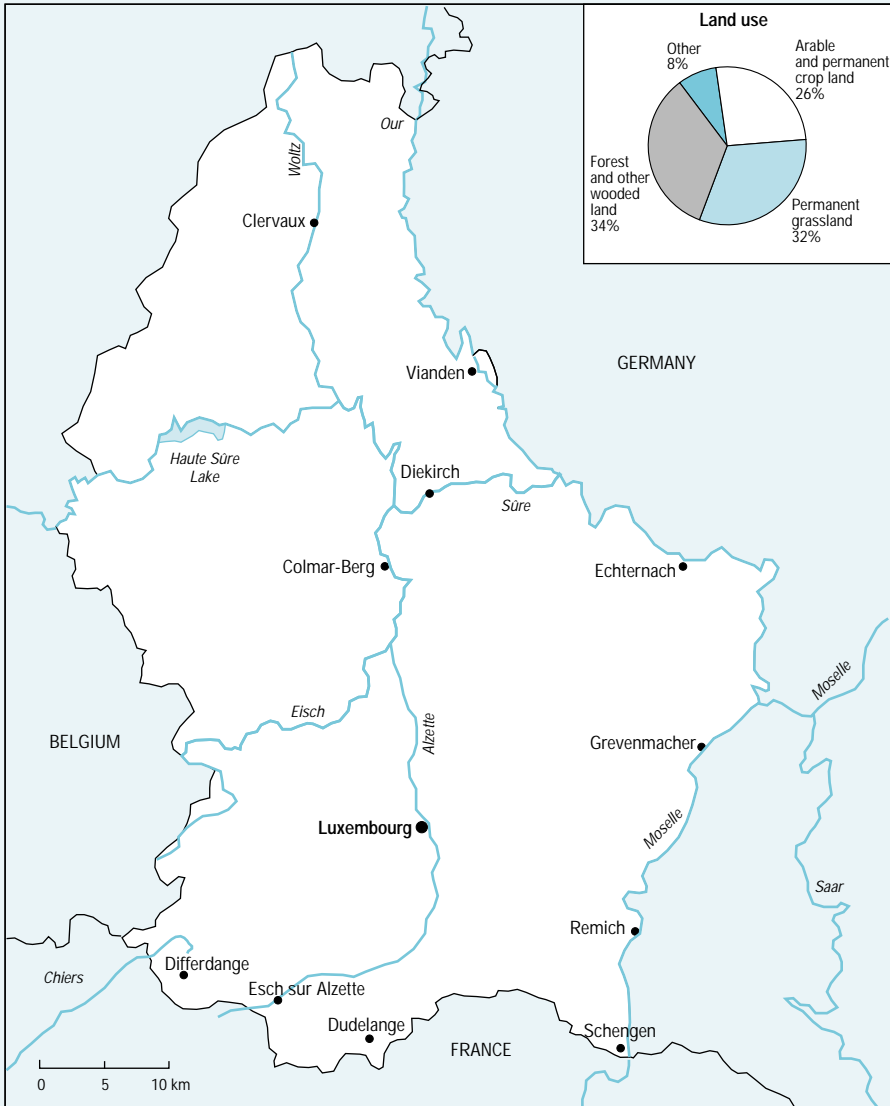 Land use
Other
8%
Arable
and permanent
crop land
26%
Forest
and other
wooded
land
34%
Permanent
grassland
32%
Our
Woltz
Clervaux
Vianden
GERMANY
Haute Sûre
Lake
Diekirch
Sûre
Colmar-Berg
Echternach
Eisch
Alzette
Moselle
BELGIUM
Grevenmacher
Luxembourg
Moselle
Saar
Remich
Chiers
Differdange
Esch sur Alzette
Dudelange
FRANCE
Schengen
0 5 10 km